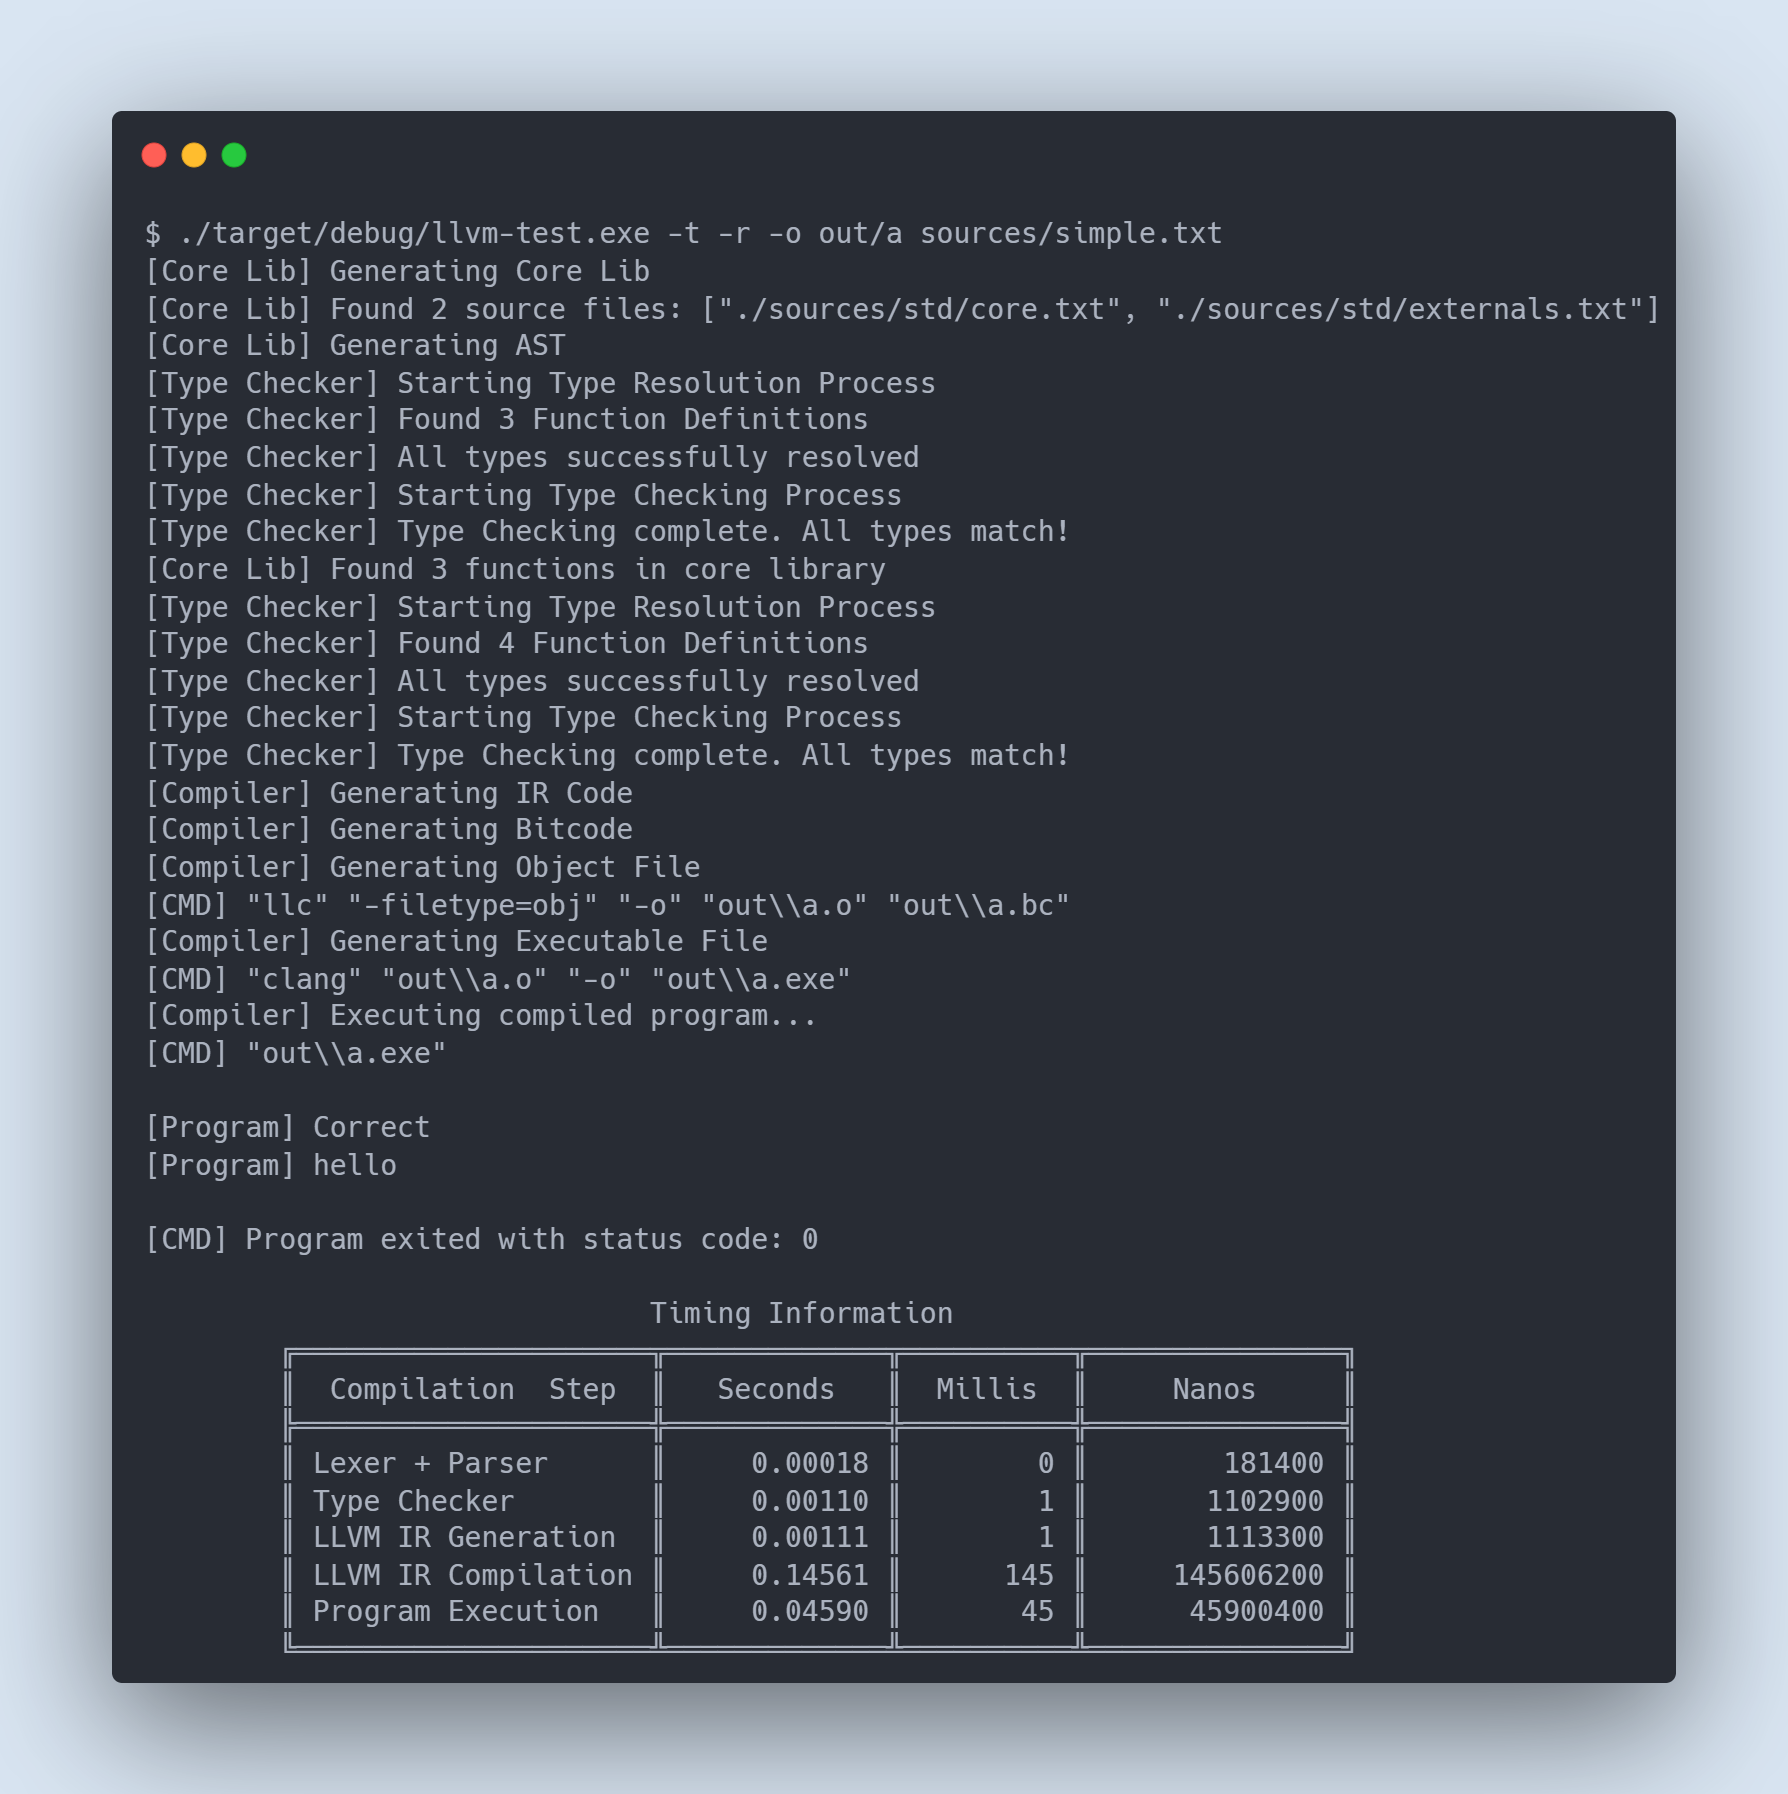 $ ./target/debug/llvm-test.exe -t -r -o out/a sources/simple.txt
[Core Lib] Generating Core Lib
[Core Lib] Found 2 source files: ["./sources/std/core.txt", "./sources/std/externals.txt"]
[Core Lib] Generating AST
[Type Checker] Starting Type Resolution Process
[Type Checker] Found 3 Function Definitions
[Type Checker] All types successfully resolved
[Type Checker] Starting Type Checking Process
[Type Checker] Type Checking complete. All types match!
[Core Lib] Found 3 functions in core library
[Type Checker] Starting Type Resolution Process
[Type Checker] Found 4 Function Definitions
[Type Checker] All types successfully resolved
[Type Checker] Starting Type Checking Process
[Type Checker] Type Checking complete. All types match!
[Compiler] Generating IR Code
[Compiler] Generating Bitcode
[Compiler] Generating Object File
[CMD] "llc" "-filetype=obj" "-o" "out\\a.o" "out\\a.bc"
[Compiler] Generating Executable File
[CMD] "clang" "out\\a.o" "-o" "out\\a.exe"
[Compiler] Executing compiled program...
[CMD] "out\\a.exe"
[Program] Correct
[Program] hello
[CMD] Program exited with status code: 0
Timing Information
Compilation Step Seconds Millis Nanos
Lexer + Parser 0.00018 0 181400
Type Checker 0.00110 1 1102900
LLVM IR Generation 0.00111 1 1113300
LLVM IR Compilation 0.14561 145 145606200
Program Execution 0.04590 45 45900400